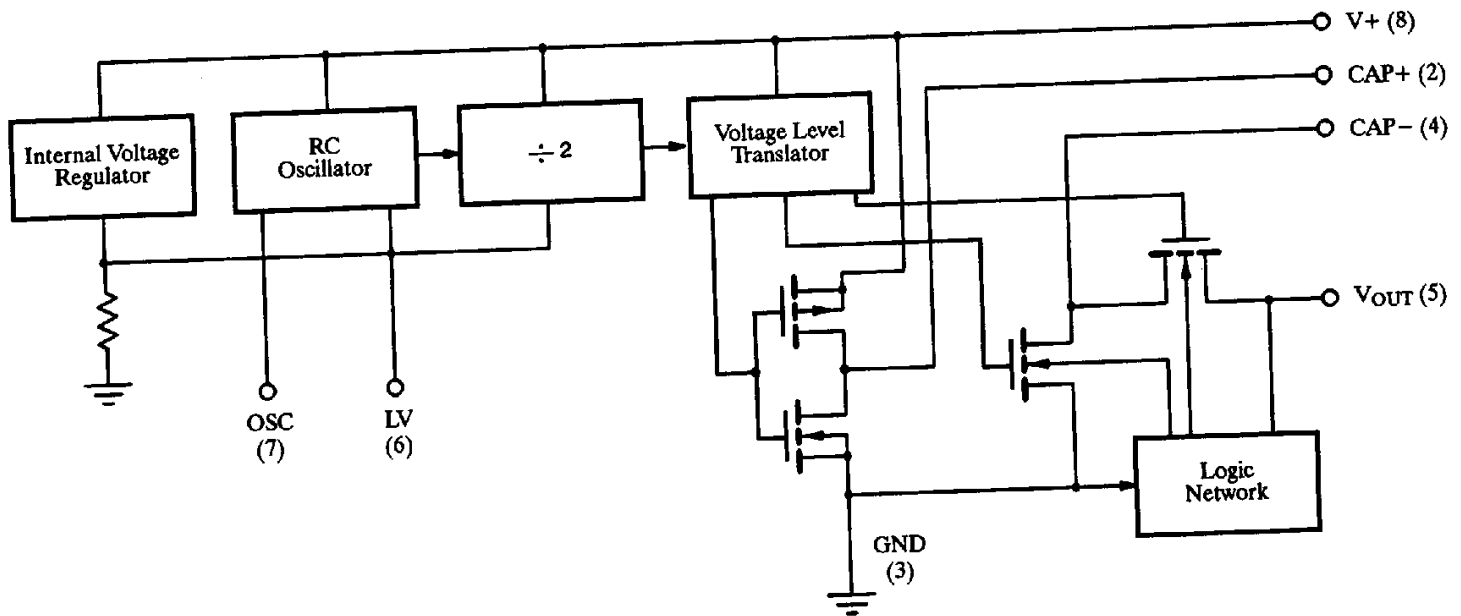 V+ (8)
CAP+ (2)
CAP− (4)
Internal Voltage
Regulator
RC
Oscillator
÷ 2
Voltage Level
Translator
VOUT (5)
OSC
(7)
LV
(6)
Logic
Network
GND
(3)